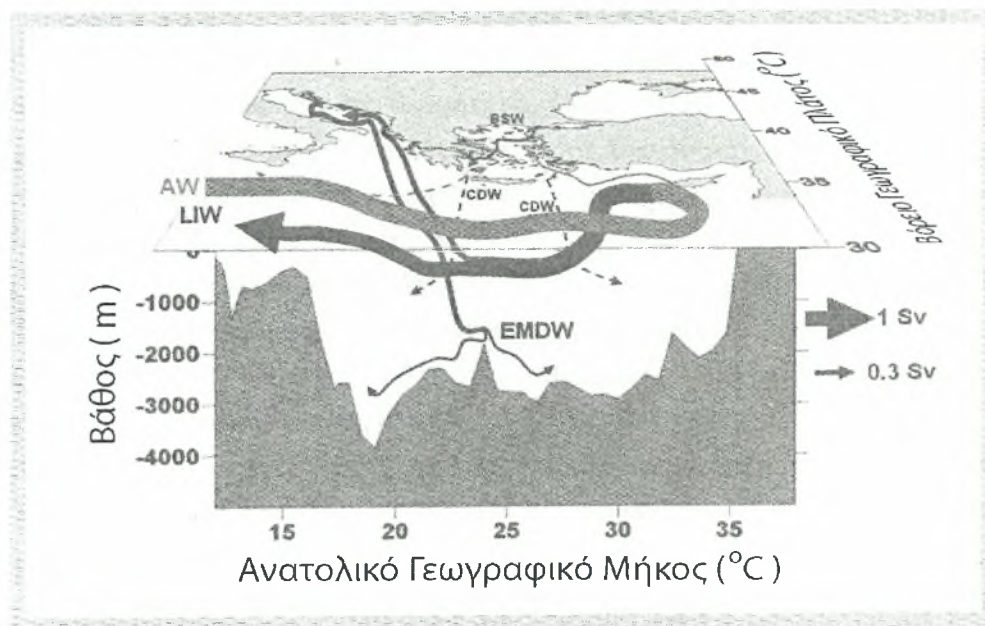 Βόρειο Γεωγραφικό Πλάτος (°C)
50
45
40
35
30
BSW
CDW
CDW
AW
LIW
EMDW
Βάθος ( m )
0
-1000
-2000
-3000
-4000
1 Sv
0.3 Sv
15 20 25 30 35
Ανατολικό Γεωγραφικό Μήκος (°C )